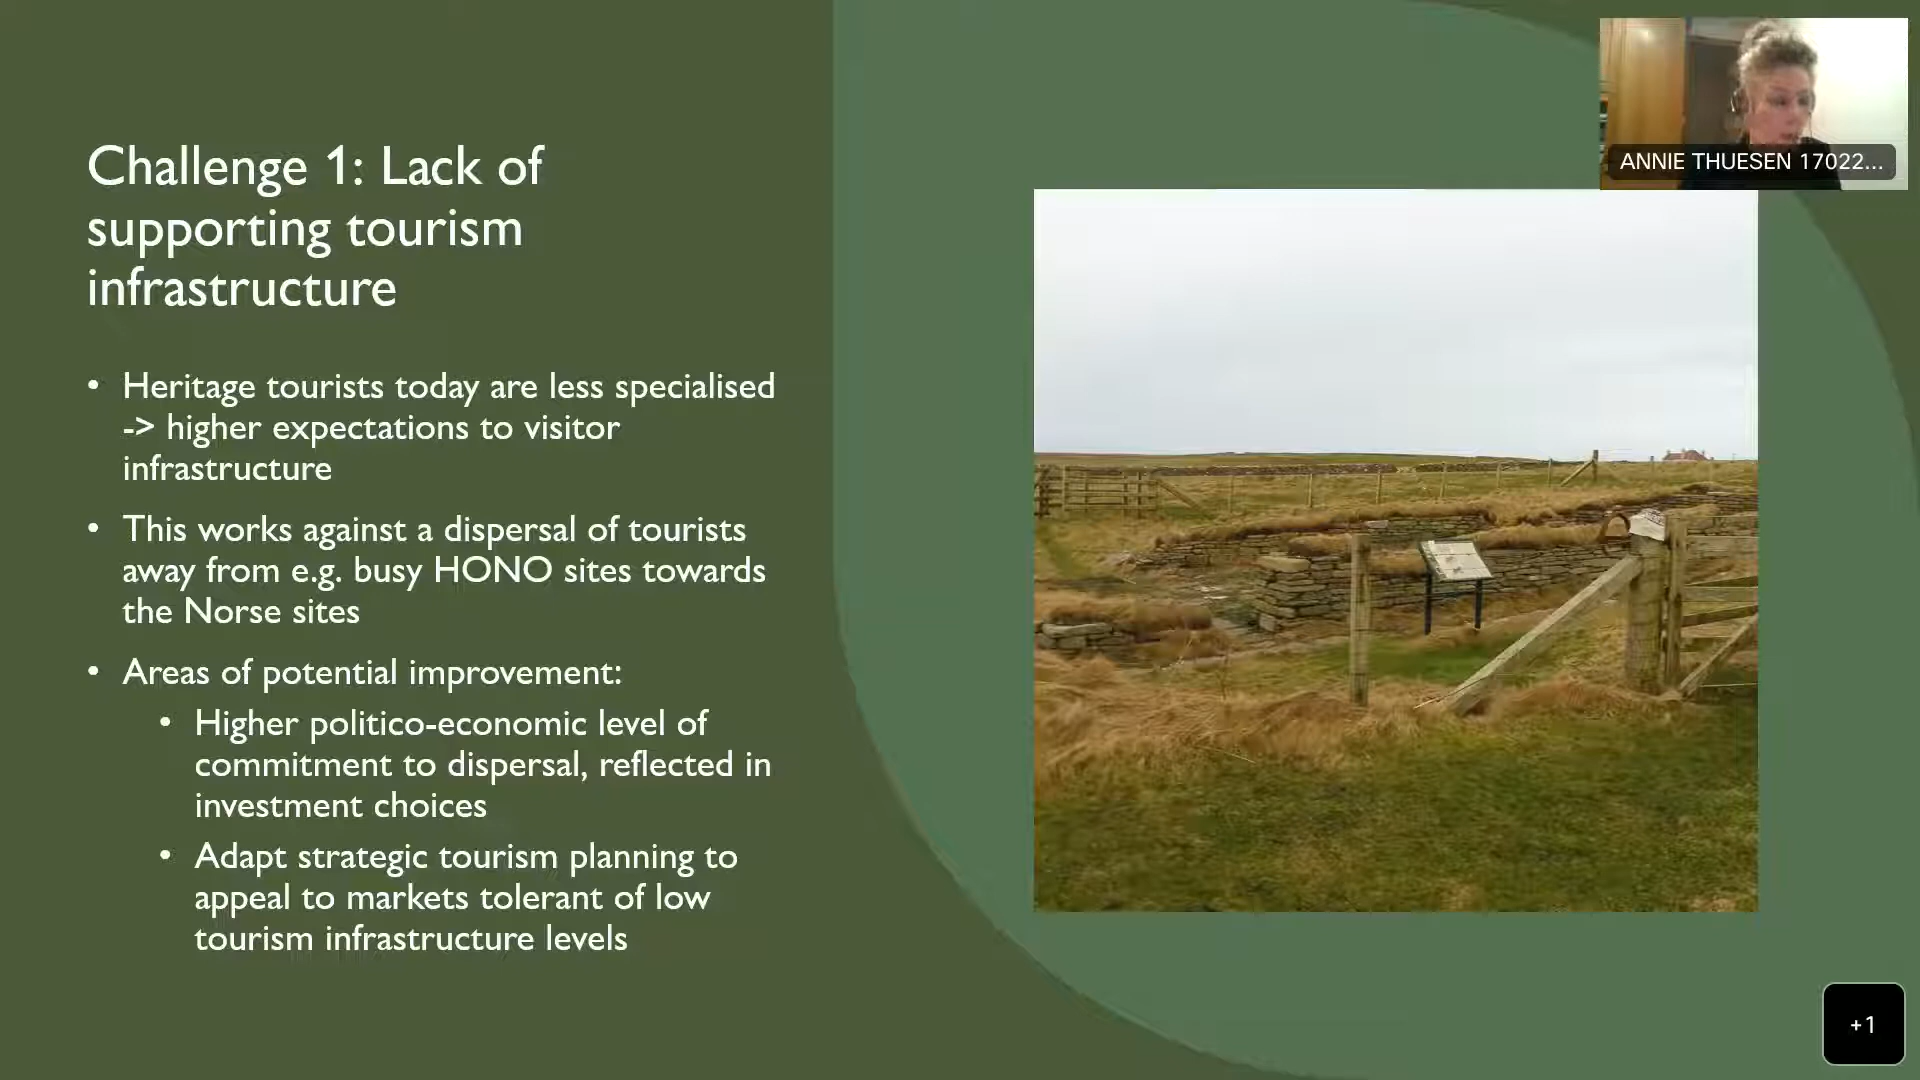 Challenge 1: Lack of
supporting tourism
infrastructure
• Heritage tourists today are less specialised
-> higher expectations to visitor
infrastructure
• This works against a dispersal of tourists
away from e.g. busy HONO sites towards
the Norse sites
• Areas of potential improvement:
• Higher politico-economic level of
commitment to dispersal, reflected in
investment choices
• Adapt strategic tourism planning to
appeal to markets tolerant of low
tourism infrastructure levels
ANNIE THUESEN 17022...
+1